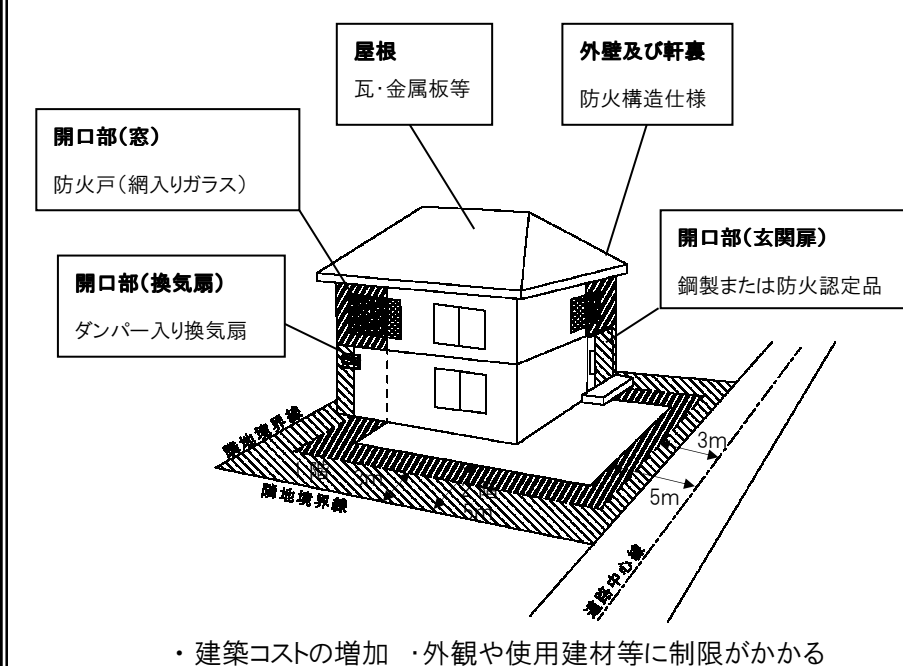 屋根
瓦・金属板等
外壁及び軒裏
防火構造仕様
開口部(窓)
防火戸(網入りガラス)
開口部(玄関扉)
鋼製または防火認定品
開口部(換気扇)
ダンパー入り換気扇
隣地境界線
1階
3m
2階
5m
隣地境界線
3m
5m
道路中心線
・建築コストの増加 ・外観や使用建材等に制限がかかる